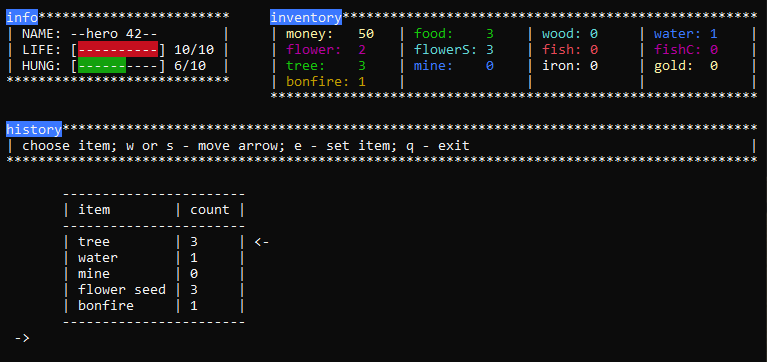 info****************************
| NAME: --hero 42-- |
| LIFE: [----------] 10/10 |
| HUNG: [----------] 6/10 |
****************************
inventory****************************************************
| money: 50 | food: 3 | wood: 0 | water: 1 |
| flower: 2 | flowerS: 3 | fish: 0 | fishC: 0 |
| tree: 3 | mine: 0 | iron: 0 | gold: 0 |
| bonfire: 1 | | | |
*************************************************************
history***************************************************************************************
| choose item; w or s - move arrow; e - set item; q - exit |
**********************************************************************************************
-----------------------
| item | count |
-----------------------
| tree | 3 | <-
| water | 1 |
| mine | 0 |
| flower seed | 3 |
| bonfire | 1 |
-----------------------
->